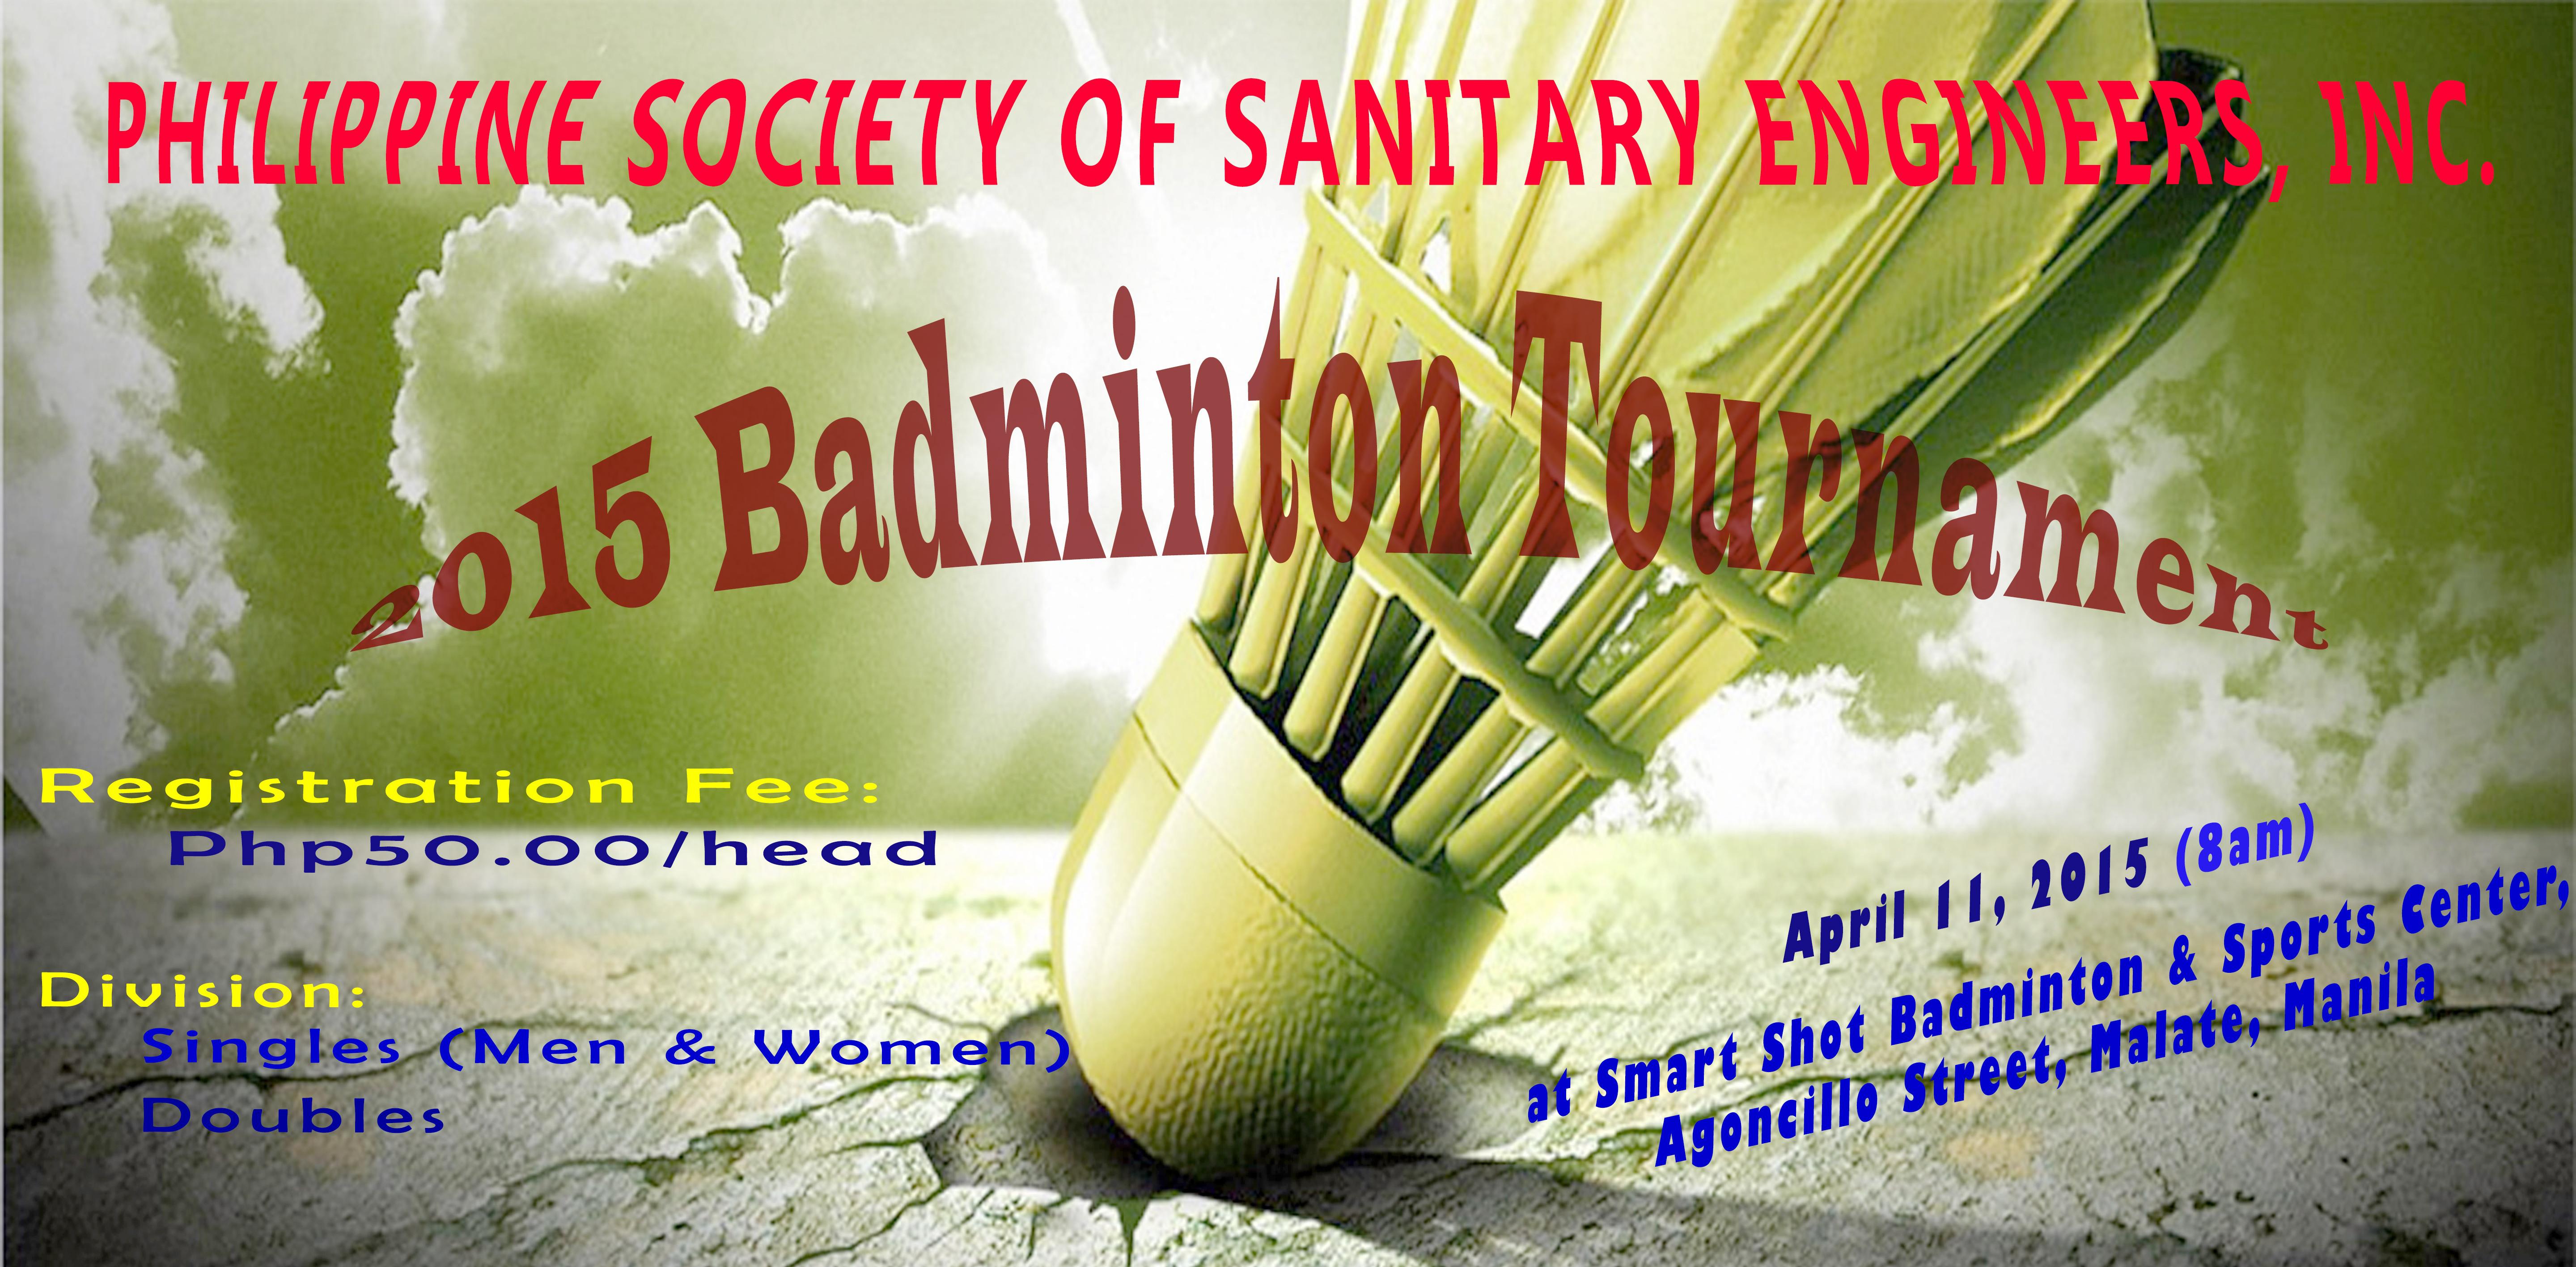 PHILIPPINE SOCIETY OF SANITARY ENGINEERS, INC.
2015 Badminton Tournament
Registration Fee:
Php50.00/head
Division:
Singles (Men & Women)
Doubles
April 11, 2015 (8am)
at Smart Shot Badminton & Sports Center,
Agoncillo Street, Malate, Manila